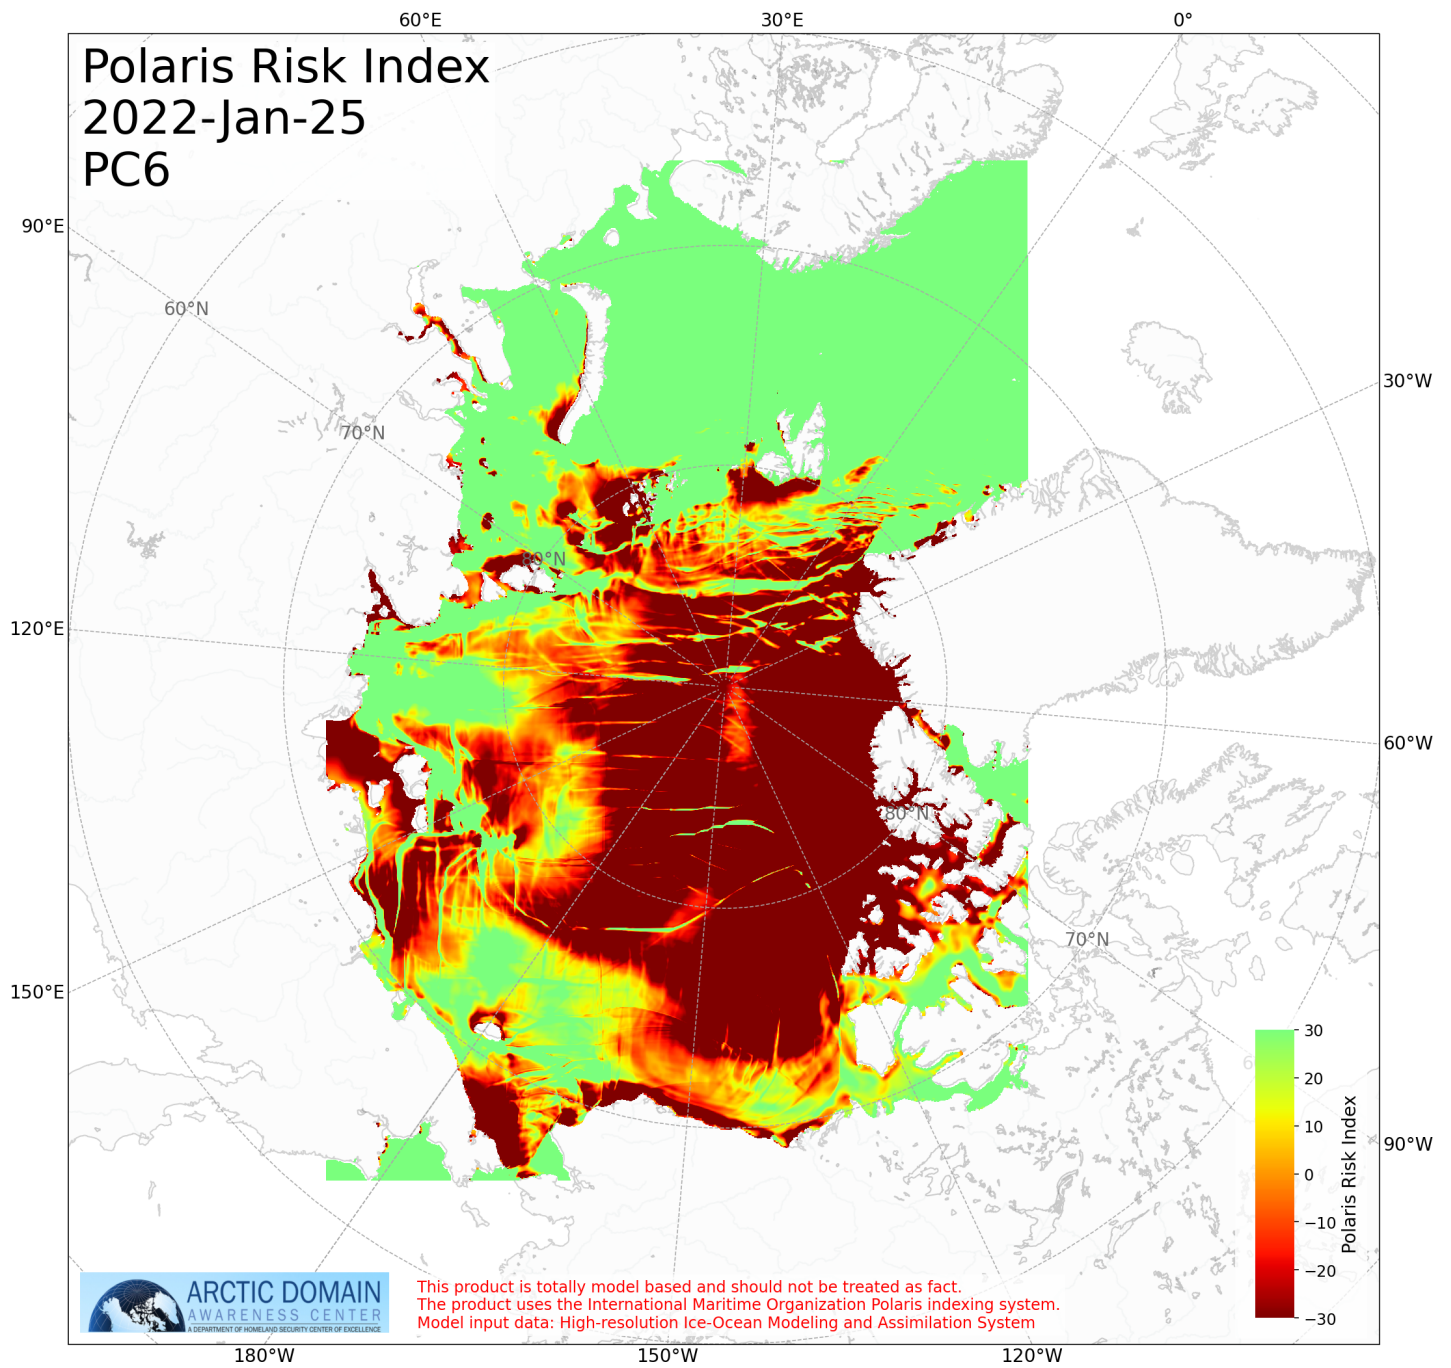 60°E 30°E 0°
Polaris Risk Index
2022-Jan-25
PC6
90°E
60°N
30°W
70°N
80°N
120°E
60°W
80°N
70°N
150°E
30
20
10
0
−10
−20
−30
Polaris Risk Index
90°W
ARCTIC DOMAIN
AWARENESS CENTER
A DEPARTMENT OF HOMELAND SECURITY CENTER OF EXCELLENCE
This product is totally model based and should not be treated as fact.
The product uses the International Maritime Organization Polaris indexing system.
Model input data: High-resolution Ice-Ocean Modeling and Assimilation System
180°W 150°W 120°W